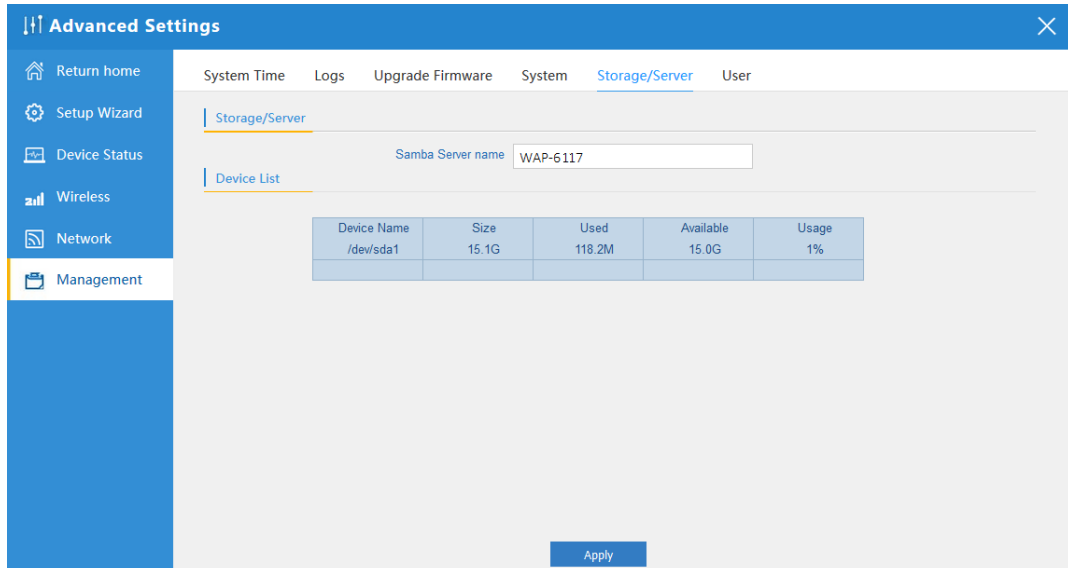 Advanced Settings
Return home
Setup Wizard
Device Status
Wireless
Network
Management
System Time Logs Upgrade Firmware System Storage/Server User
Storage/Server
Samba Server name WAP-6117
Device List
Device Name Size Used Available Usage
/dev/sda1 15.1G 118.2M 15.0G 1%
Apply